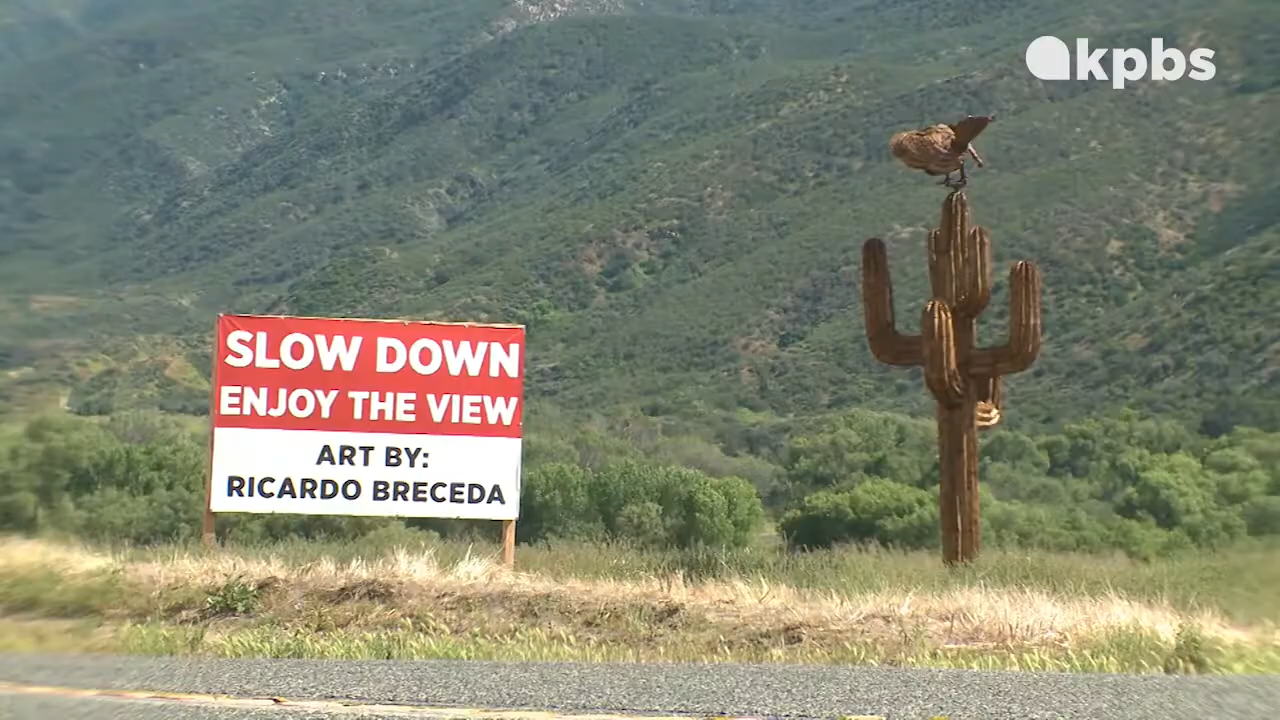 kpbs
SLOW DOWN
ENJOY THE VIEW
ART BY:
RICARDO BRECEDA